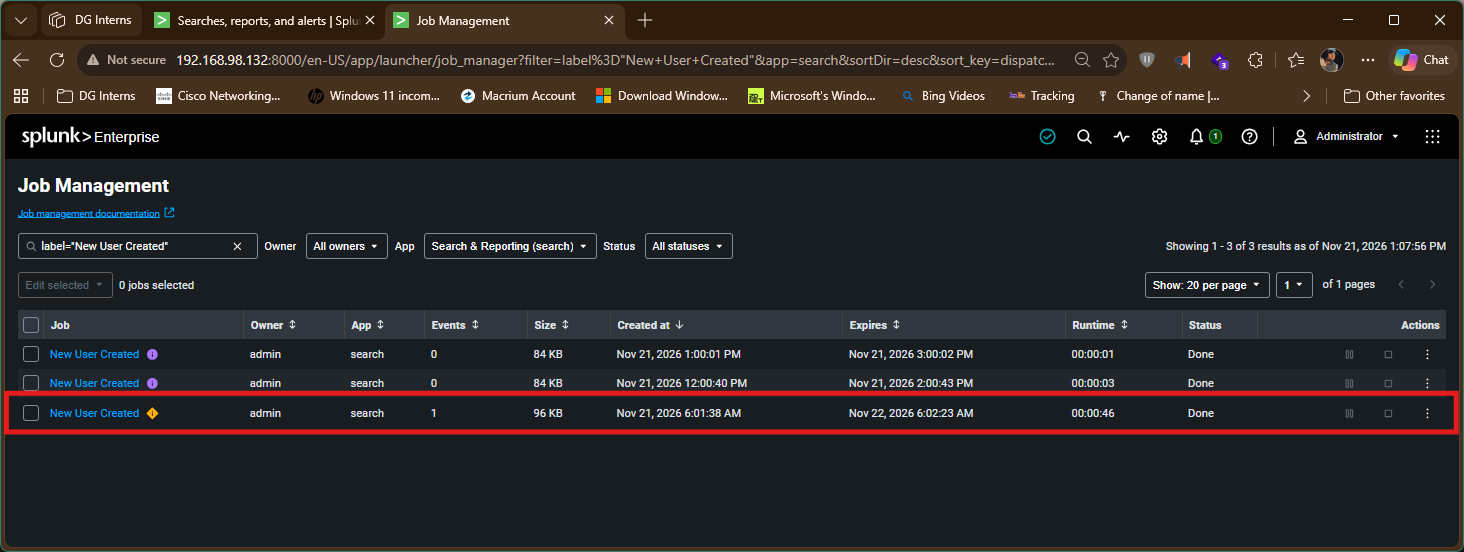 DG Interns
Searches, reports, and alerts | Splu
Job Management
Not secure 192.168.98.132:8000/en-US/app/launcher/job_manager?filter=label%3D"New+User+Created"&app=search&sortDir=desc&sort_key=dispatc...
3
Chat
DG Interns
Cisco Networking...
Windows 11 incom...
Macrium Account
Download Window...
Microsoft's Windo...
Bing Videos
Tracking
Change of name |...
Other favorites
splunk>Enterprise
1
Administrator
Job Management
Job management documentation
label="New User Created" Owner All owners App Search & Reporting (search) Status All statuses Showing 1 - 3 of 3 results as of Nov 21, 2026 1:07:56 PM
Edit selected 0 jobs selected Show: 20 per page 1 of 1 pages
Job Owner App Events Size Created at Expires Runtime Status Actions
New User Created admin search 0 84 KB Nov 21, 2026 1:00:01 PM Nov 21, 2026 3:00:02 PM 00:00:01 Done
New User Created admin search 0 84 KB Nov 21, 2026 12:00:40 PM Nov 21, 2026 2:00:43 PM 00:00:03 Done
New User Created admin search 1 96 KB Nov 21, 2026 6:01:38 AM Nov 22, 2026 6:02:23 AM 00:00:46 Done